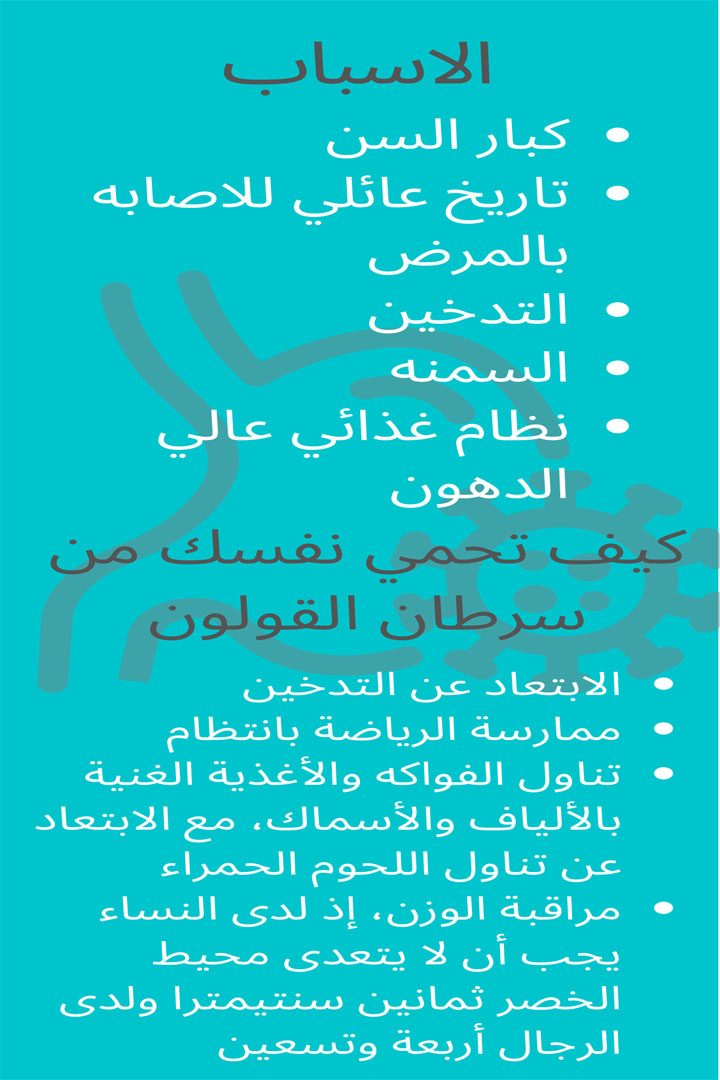 الاسباب
كبار السن
تاريخ عائلي للاصابه
بالمرض
التدخين
السمنه
نظام غذائي عالي
الدهون
كيف تحمي نفسك من
سرطان القولون
الابتعاد عن التدخين
ممارسة الرياضة بانتظام
تناول الفواكه والأغذية الغنية
بالألياف والأسماك، مع الابتعاد
عن تناول اللحوم الحمراء
مراقبة الوزن، إذ لدى النساء
يجب أن لا يتعدى محيط
الخصر ثمانين سنتيمترا ولدى
الرجال أربعة وتسعين